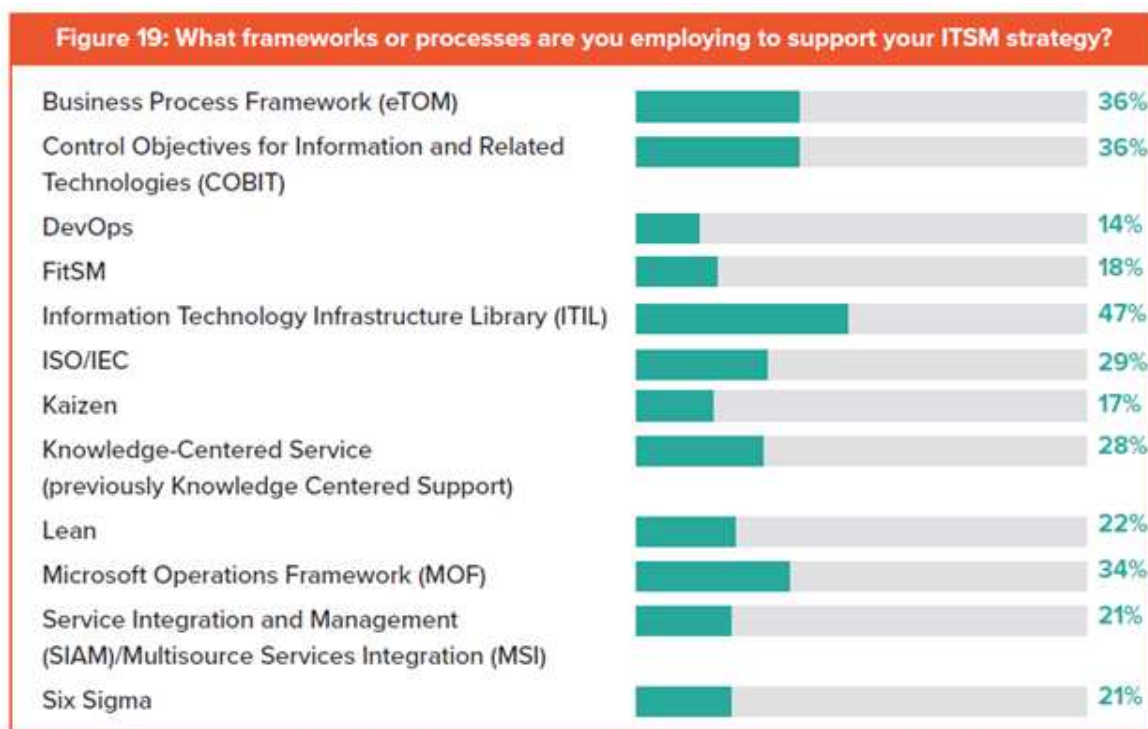 Figure 19: What frameworks or processes are you employing to support your ITSM strategy?
Business Process Framework (eTOM) 36%
Control Objectives for Information and Related 36%
Technologies (COBIT)
DevOps 14%
FitSM 18%
Information Technology Infrastructure Library (ITIL) 47%
ISO/IEC 29%
Kaizen 17%
Knowledge-Centered Service 28%
(previously Knowledge Centered Support)
Lean 22%
Microsoft Operations Framework (MOF) 34%
Service Integration and Management 21%
(SIAM)/Multisource Services Integration (MSI)
Six Sigma 21%